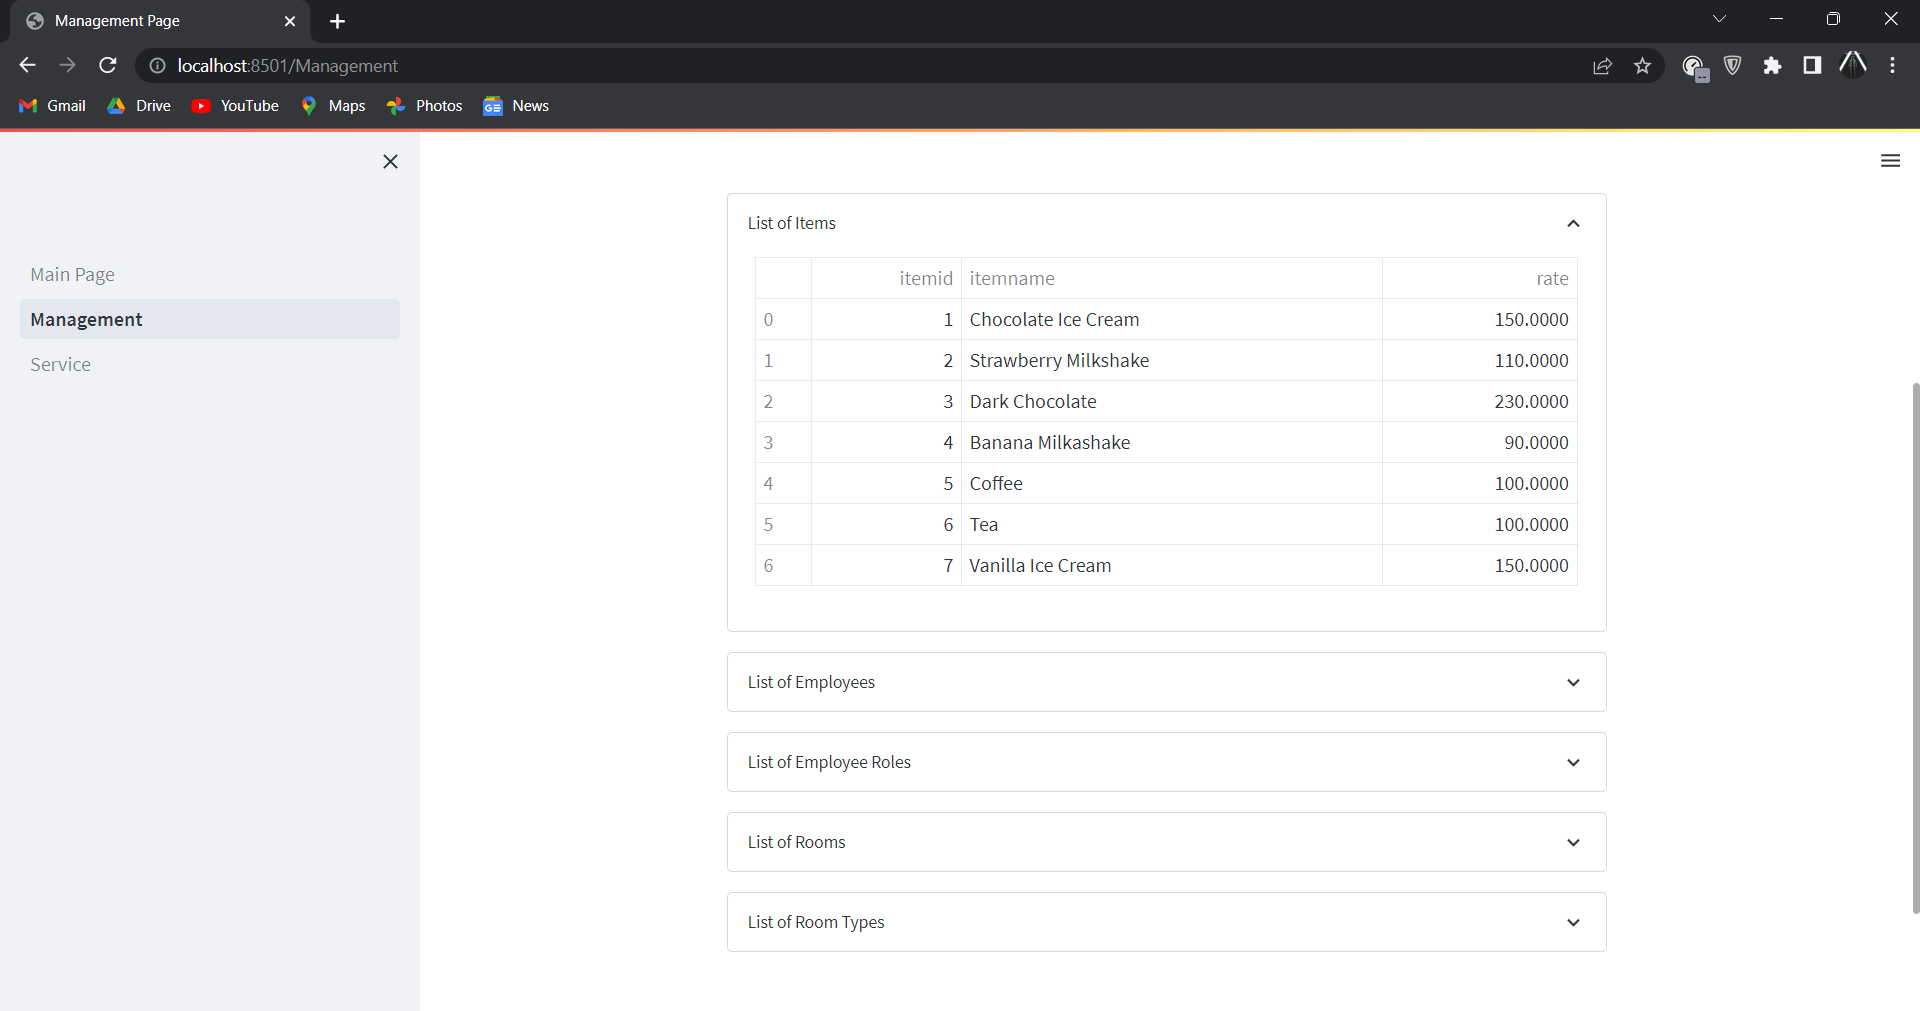 Management Page
localhost:8501/Management
Gmail Drive YouTube Maps Photos GE News
Main Page
Management
Service
List of Items
itemid itemname rate
0 1 Chocolate Ice Cream 150.0000
1 2 Strawberry Milkshake 110.0000
2 3 Dark Chocolate 230.0000
3 4 Banana Milkashake 90.0000
4 5 Coffee 100.0000
5 6 Tea 100.0000
6 7 Vanilla Ice Cream 150.0000
List of Employees
List of Employee Roles
List of Rooms
List of Room Types